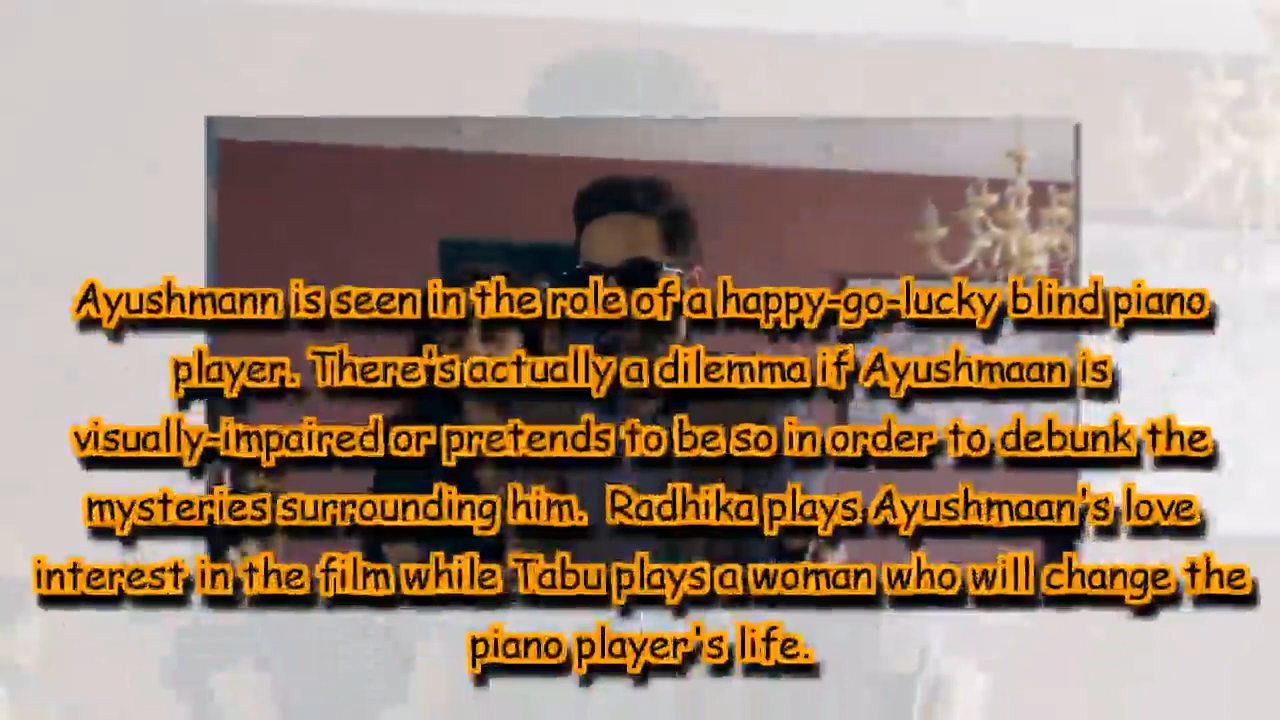 Ayushmann is seen in the role of a happy-go-lucky blind piano
player. There's actually a dilemma if Ayushmaan is
visually-impaired or pretends to be so in order to debunk the
mysteries surrounding him. Radhika plays Ayushmaan's love
interest in the film while Tabu plays a woman who will change the
piano player's life.